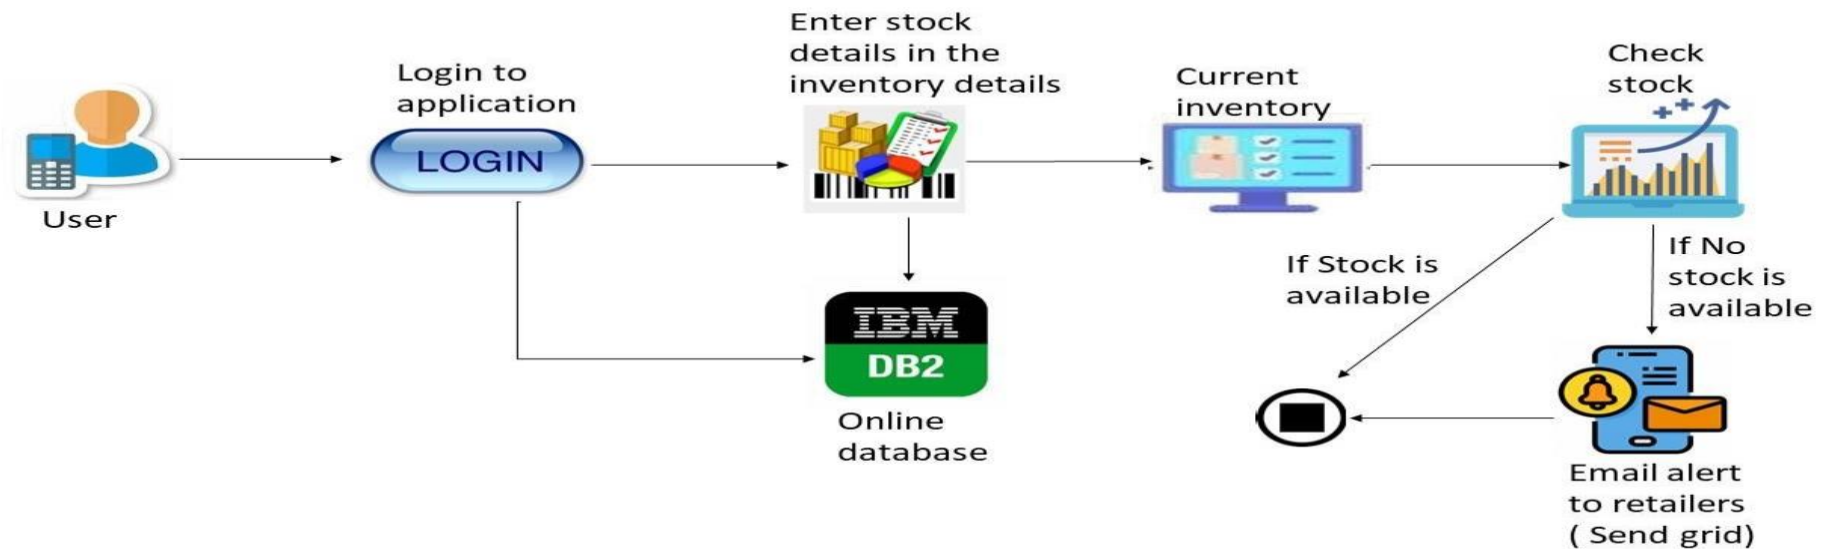 Enter stock
details in the
inventory details
Login to
application
LOGIN
User
Current
inventory
Check
stock
If Stock is
available
If No
stock is
available
IBM
DB2
Online
database
Email alert
to retailers
( Send grid)